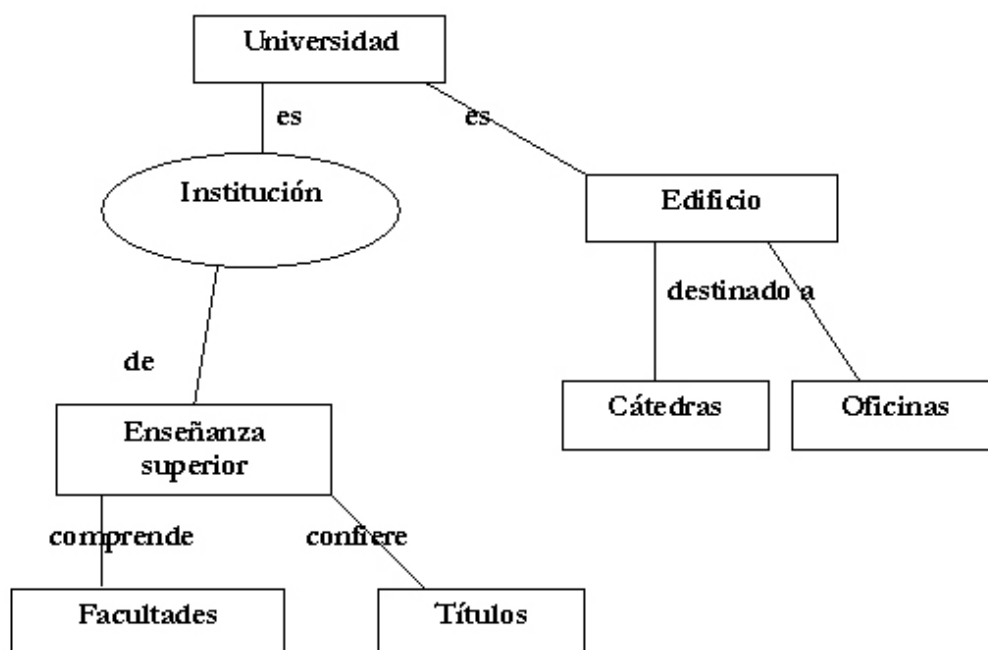 Universidad
es
es
Institución
Edificio
destinado a
de
Cátedras
Oficinas
Enseñanza
superior
comprende
confiere
Facultades
Títulos